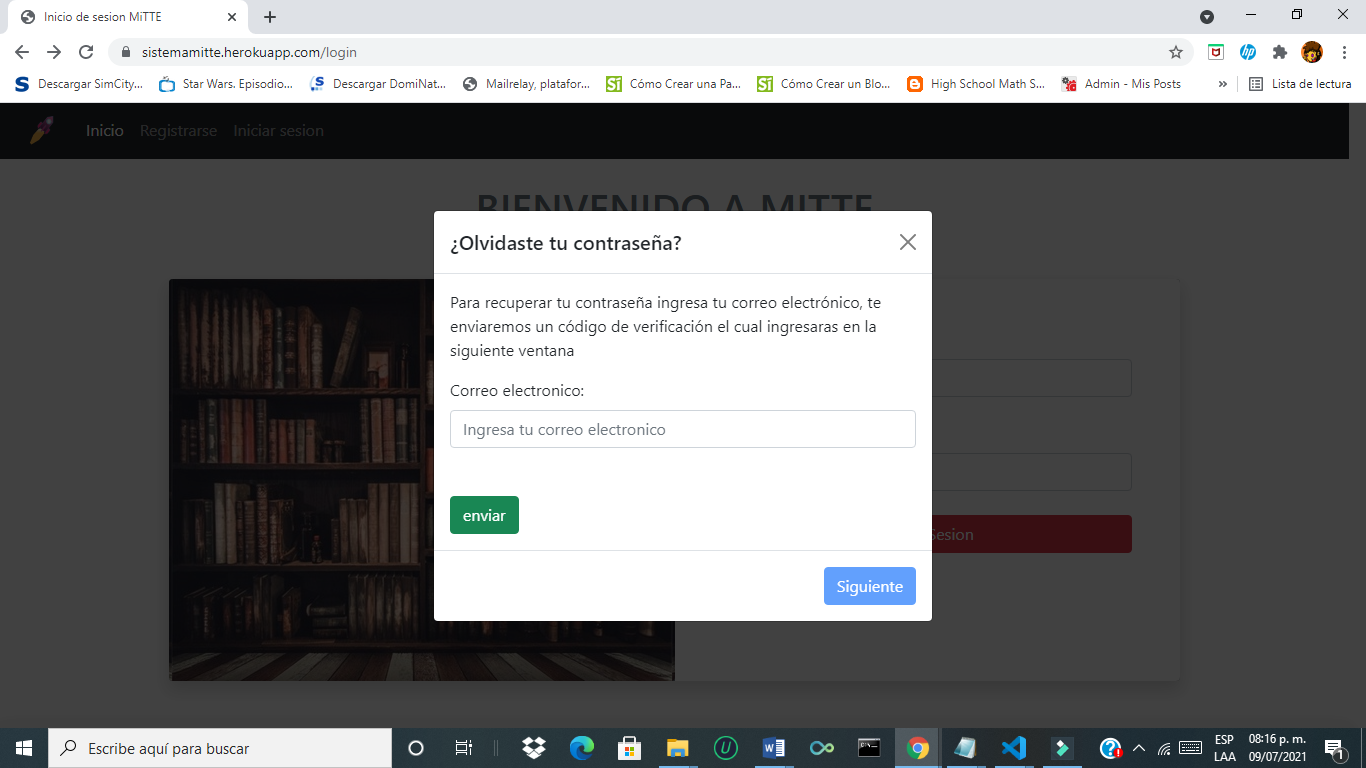 Inicio de sesion MiTTE
sistemamitte.herokuapp.com/login
Descargar SimCity... Star Wars. Episodio... Descargar DomiNat... Mailrelay, platafor... Cómo Crear una Pa... Cómo Crear un Blo... High School Math S... Admin - Mis Posts » Lista de lectura
Inicio Registrarse Iniciar sesion
BIENVENIDO A MITTE
¿Olvidaste tu contraseña?
Para recuperar tu contraseña ingresa tu correo electrónico, te
enviaremos un código de verificación el cual ingresaras en la
siguiente ventana
Correo electronico:
Ingresa tu correo electronico
enviar
Sesion
Siguiente
Escribe aquí para buscar
ESP 08:16 p. m.
LAA 09/07/2021
1